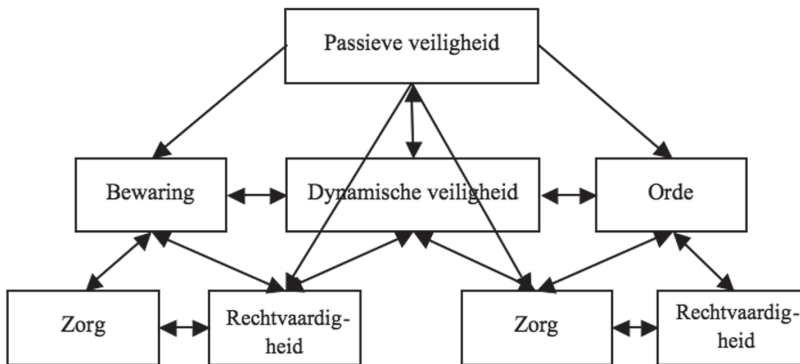 Passieve veiligheid
Bewaring
Dynamische veiligheid
Orde
Zorg
Rechtvaardig-
heid
Zorg
Rechtvaardig-
heid